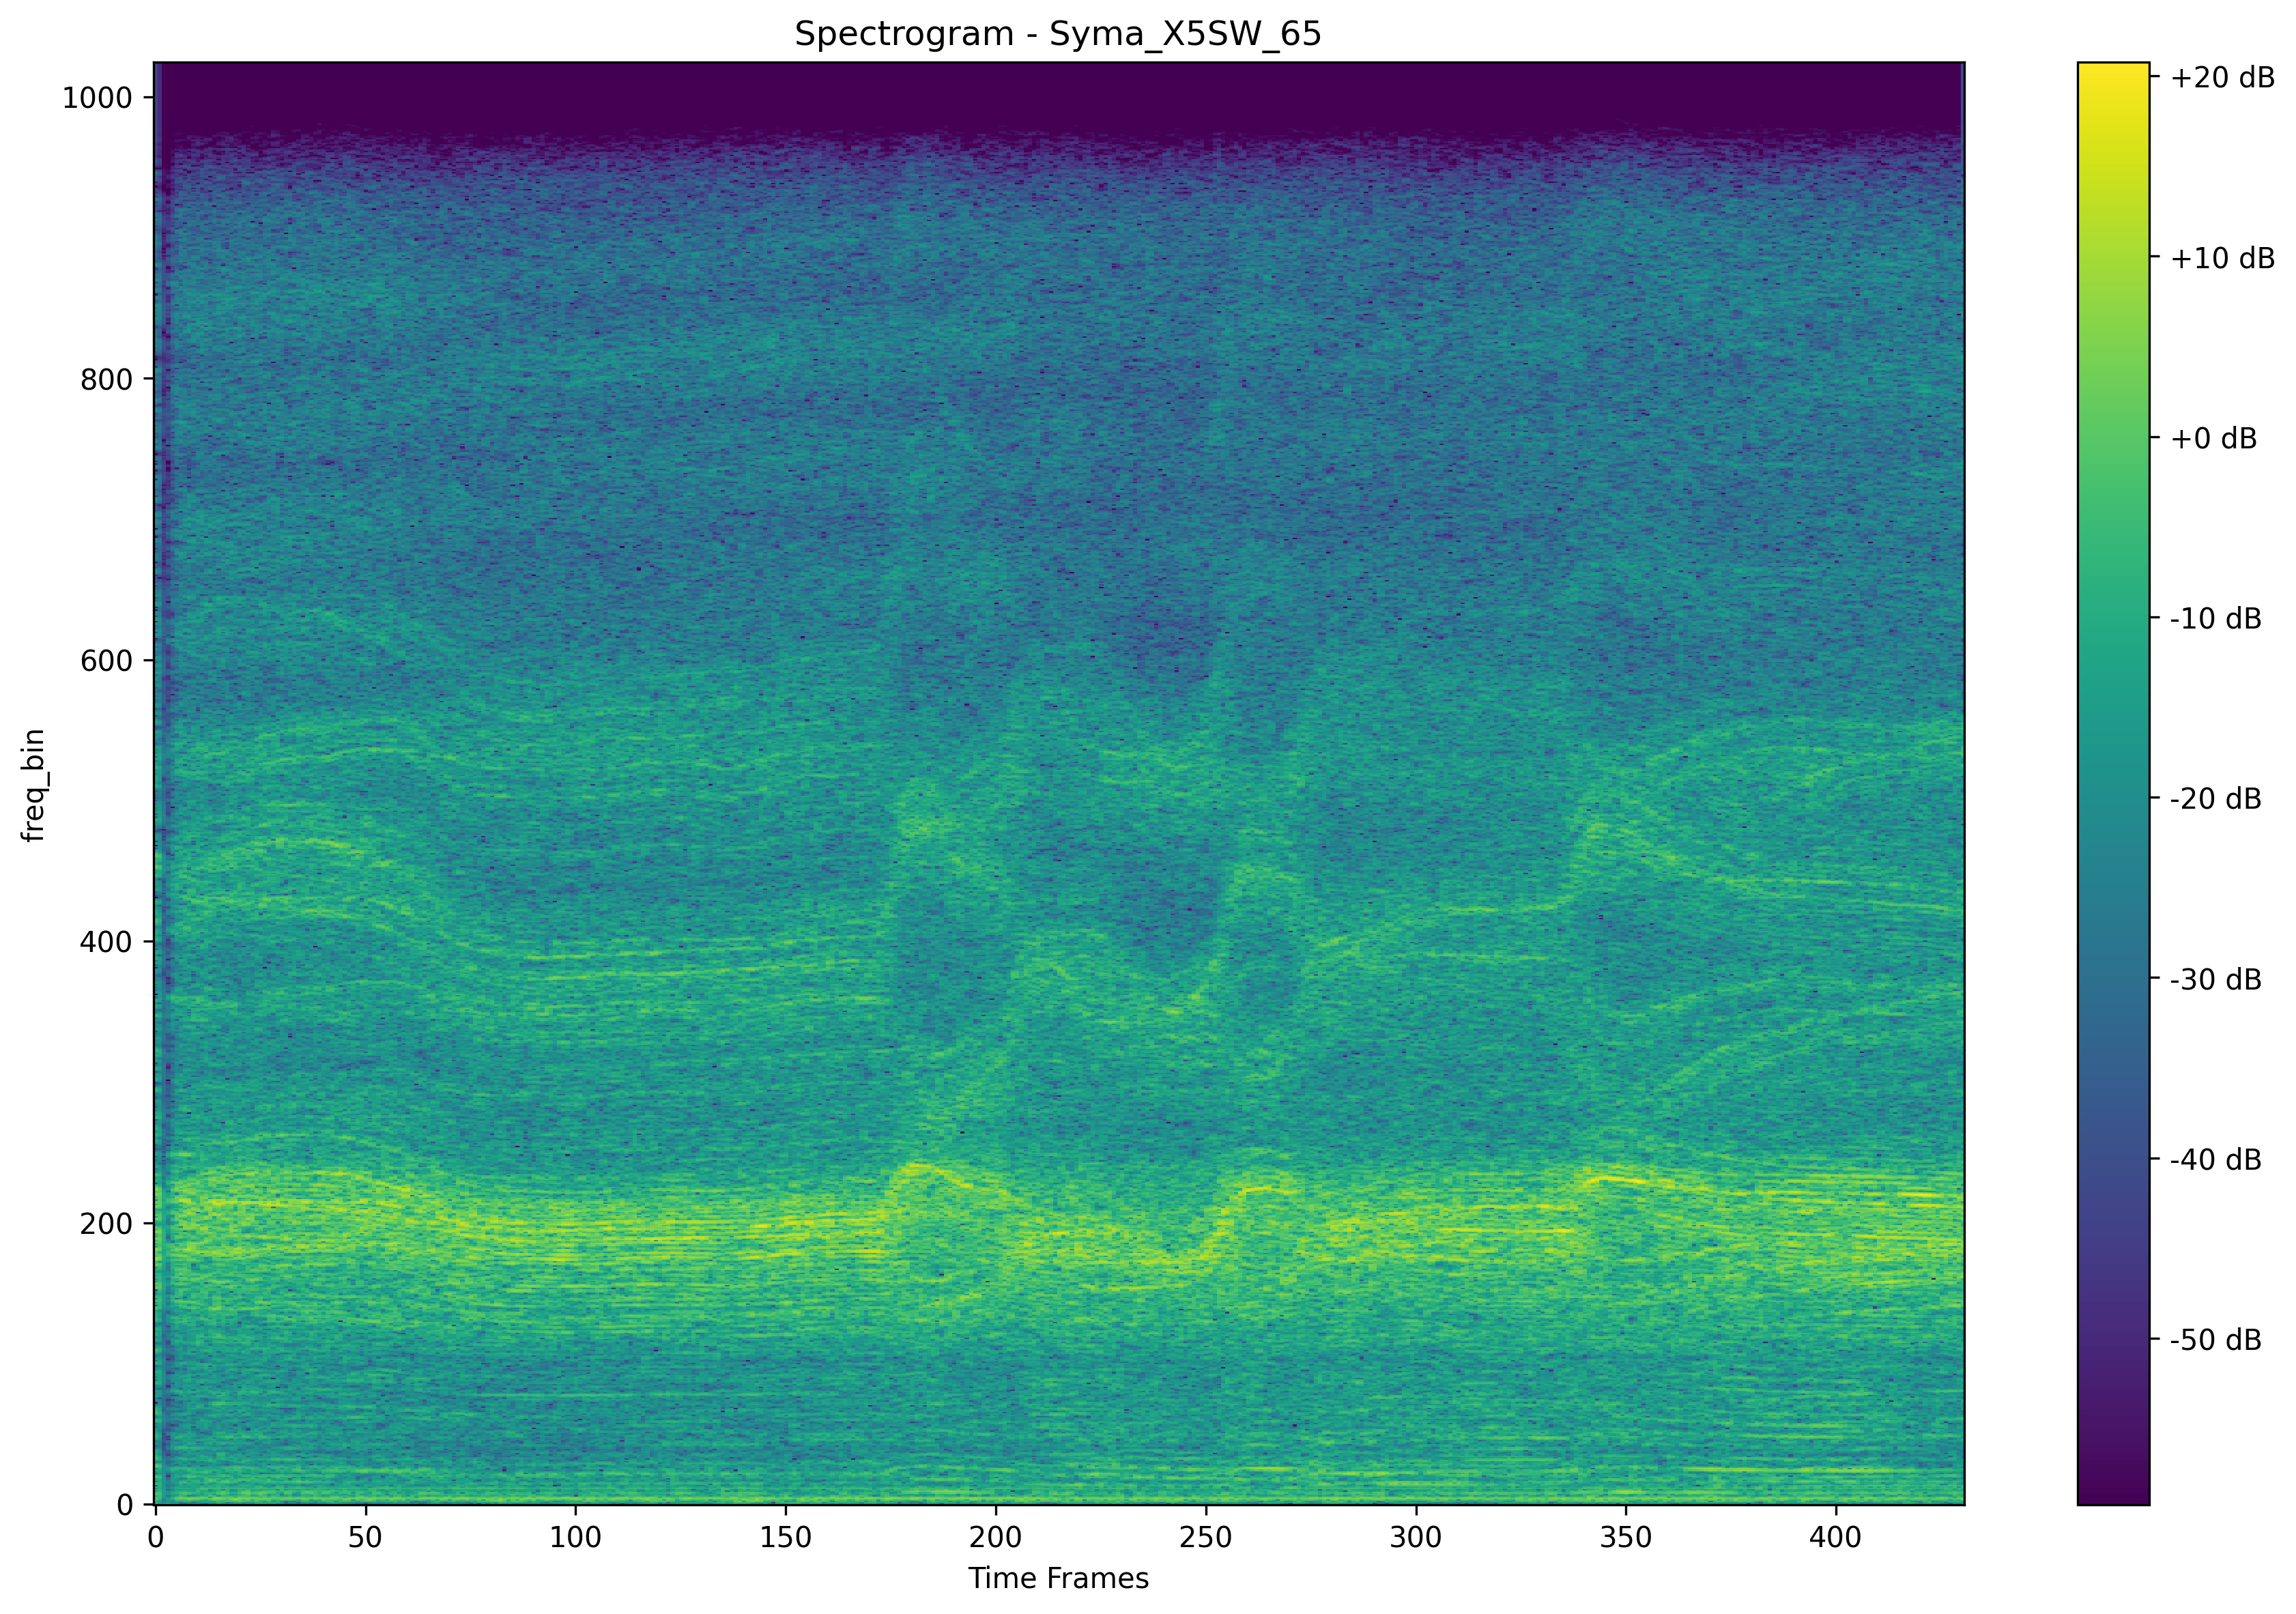 Spectrogram - Syma_X5SW_65
1000
800
600
400
200
0
freq_bin
0 50 100 150 200 250 300 350 400
Time Frames
+20 dB
+10 dB
+0 dB
-10 dB
-20 dB
-30 dB
-40 dB
-50 dB